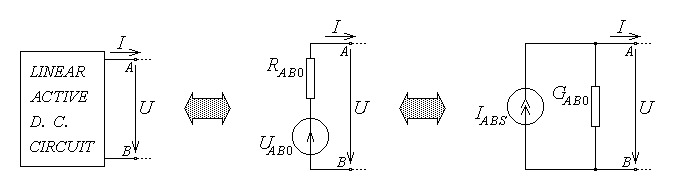 I
A
LINEAR
ACTIVE
D. C.
CIRCUIT
U
B
I
A
R_AB0
U
U_AB0
B
I
A
G_AB0
I_ABS
U
B